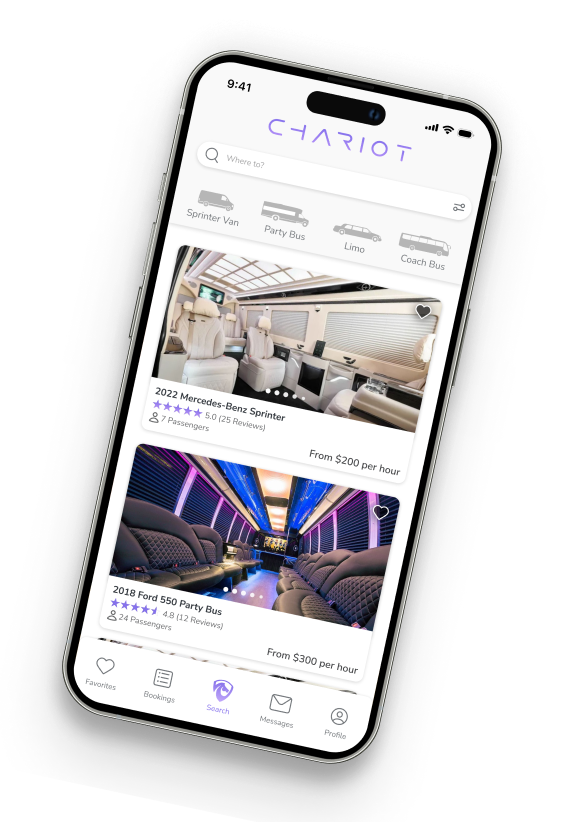 9:41
CHARIOT
Where to?
Sprinter Van
Party Bus
Limo
Coach Bus
2022 Mercedes-Benz Sprinter
5.0 (25 Reviews)
7 Passengers
From $200 per hour
2018 Ford 550 Party Bus
4.8 (12 Reviews)
24 Passengers
From $300 per hour
Favorites
Bookings
Search
Messages
Profile